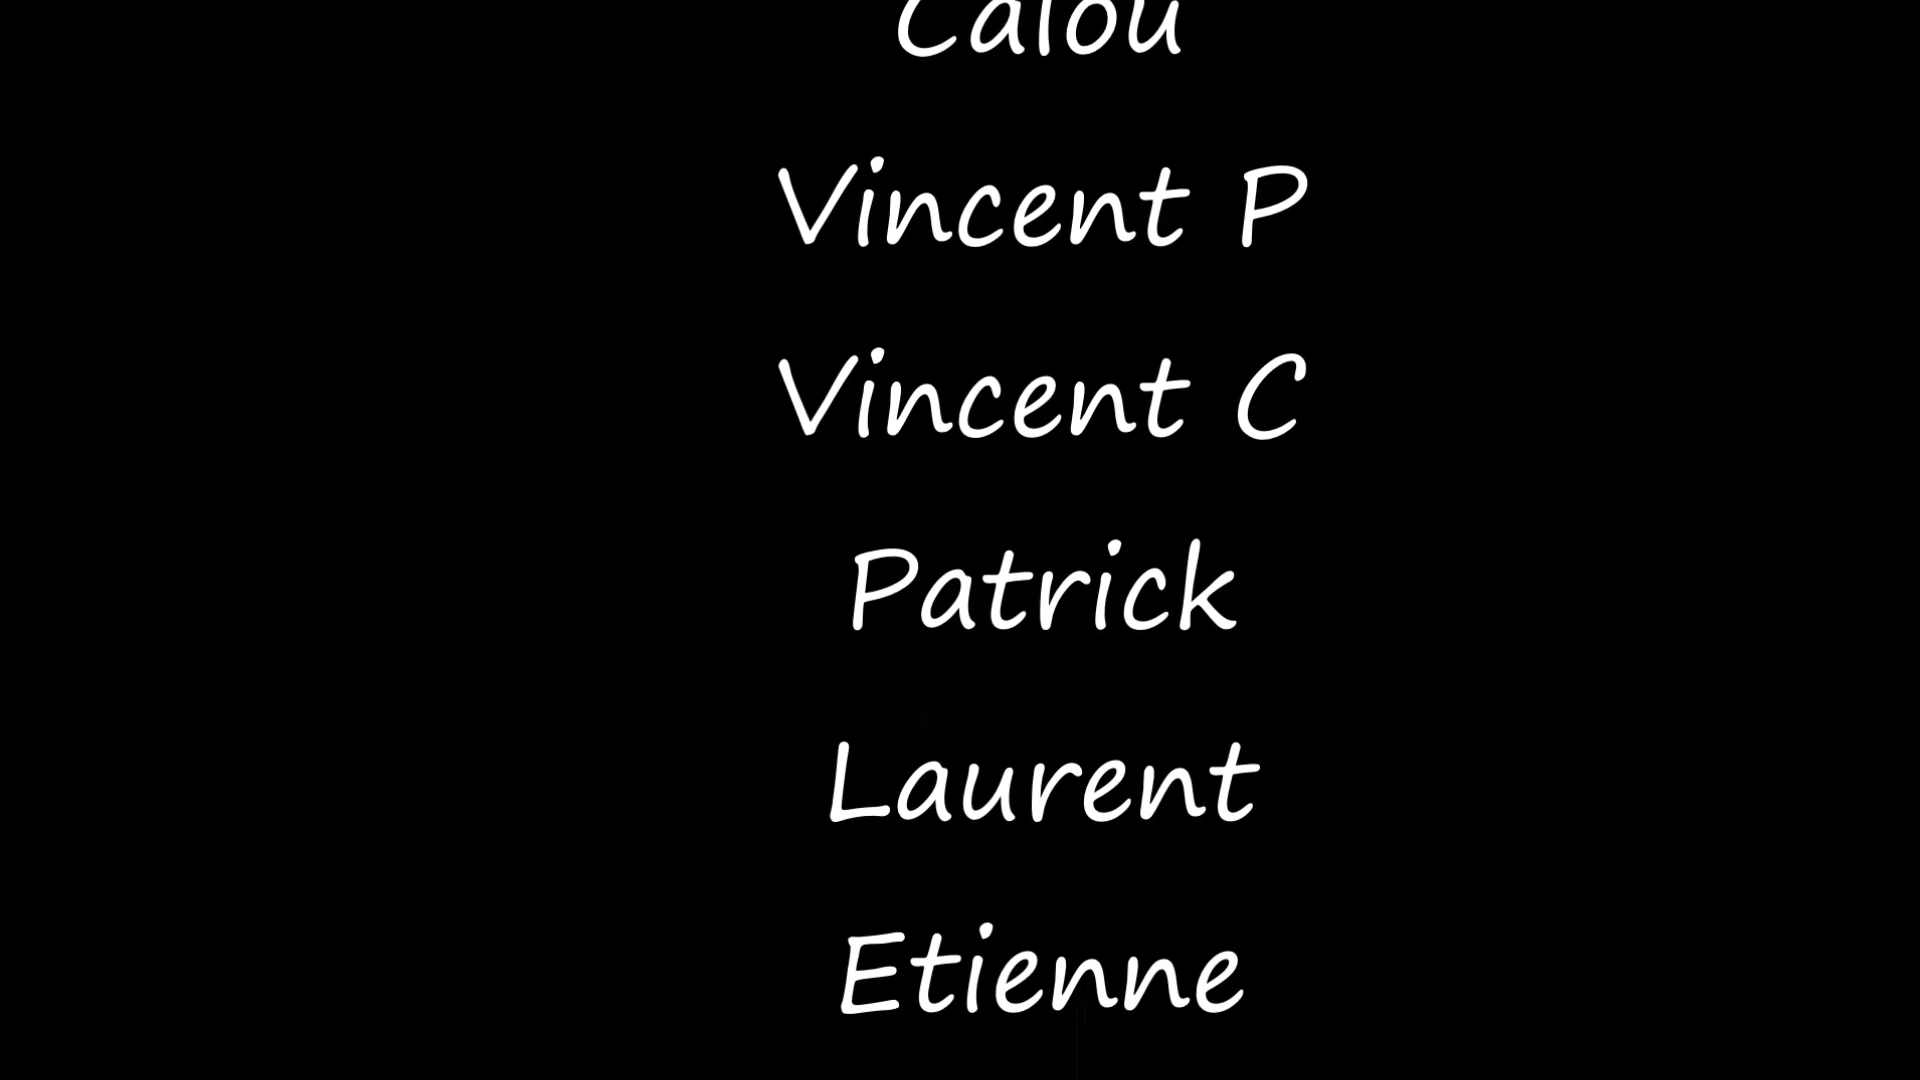 Calou
Vincent P
Vincent C
Patrick
Laurent
Etienne